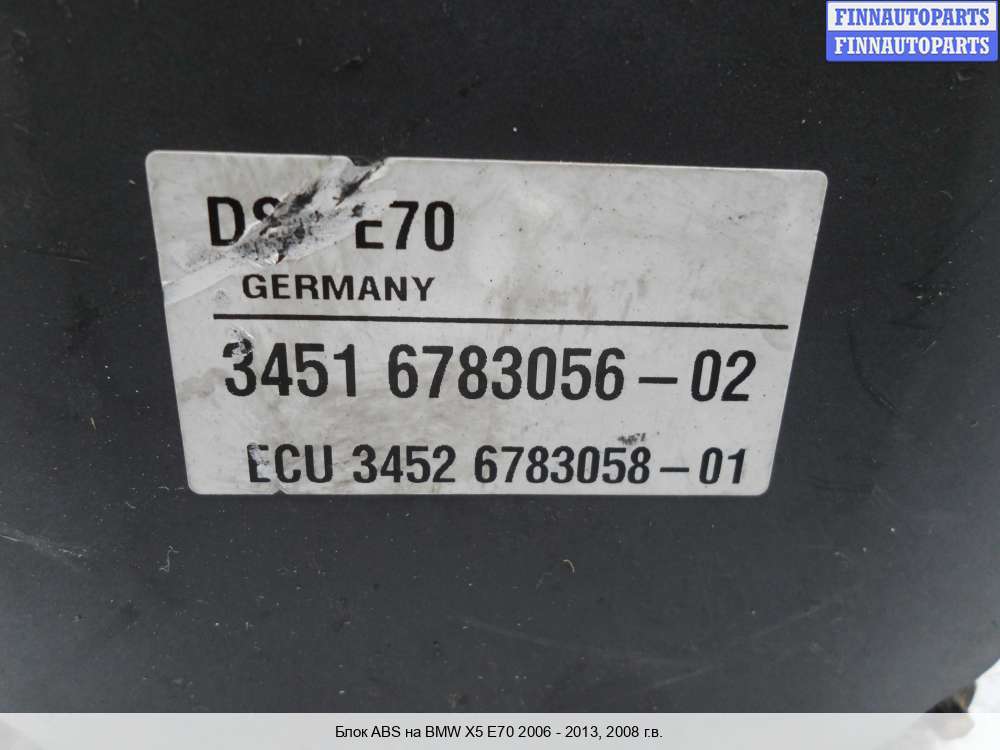 FINNAUTOPARTS
FINNAUTOPARTS
E70
GERMANY
3451 6783056-02
ECU 3452 6783058-01
Блок ABS на BMW X5 E70 2006 - 2013, 2008 г.в.